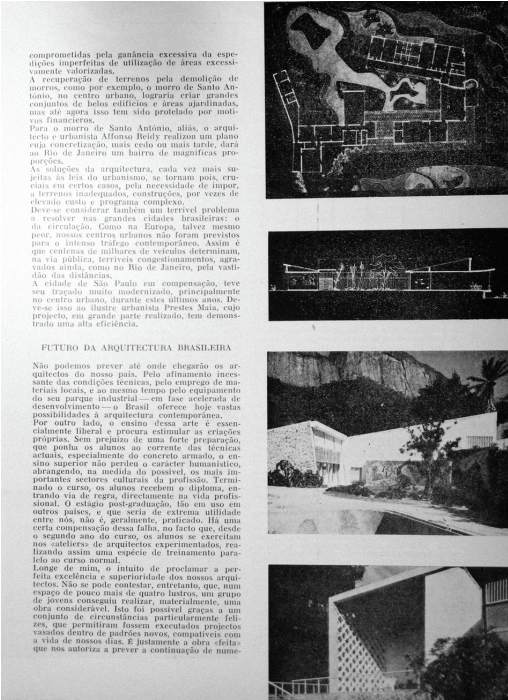 comprometidas pela ganância excessiva da espe-
dições imperfeitas de utilização de áreas excessi-
vamente valorizadas.
A recuperação de terrenos pela demolição de
morros, como por exemplo, o morro de Santo An-
tónio, no centro urbano, lograria criar grandes
conjuntos de belos edifícios e áreas ajardinadas,
mas até agora isso tem sido protelado por moti-
vos financeiros.
Para o morro de Santo António, aliás, o arqui-
tecto e urbanista Affonso Reidy realizou um plano
cuja concretização, mais cedo ou mais tarde, dará
ao Rio de Janeiro um bairro de magníficas pro-
porções.
As soluções da arquitectura, cada vez mais su-
jeitas às leis do urbanismo, se tornam pois, cru-
ciais em certos casos, pela necessidade de impor,
a terrenos inadequados, construções, por vezes de
elevado custo e programa complexo.
Deve-se considerar também um terrível problema
a resolver nas grandes cidades brasileiras: o
da circulação. Como na Europa, talvez mesmo
peor, nossos centros urbanos não foram previstos
para o intenso tráfego contemporâneo. Assim é
que centenas de milhares de veículos determinam,
na via pública, terríveis congestionamentos, agra-
vados ainda, como no Rio de Janeiro, pela vasti-
dão das distâncias.
A cidade de São Paulo em compensação, teve
seu traçado muito modernizado, principalmente
no centro urbano, durante estes últimos anos. De-
ve-se isso ao ilustre urbanista Prestes Maia, cujo
projecto, em grande parte realizado, tem demons-
trado uma alta eficiência.
FUTURO DA ARQUITECTURA BRASILEIRA
Não podemos prever até onde chegarão os ar-
quitectos do nosso país. Pelo afinamento inces-
sante das condições técnicas, pelo emprego de ma-
teriais locais, e ao mesmo tempo pelo equipamento
do seu parque industrial — em fase acelerada de
desenvolvimento — o Brasil oferece hoje vastas
possibilidades à arquitectura contemporânea.
Por outro lado, o ensino dessa arte é essen-
cialmente liberal e procura estimular as criações
próprias. Sem prejuízo de uma forte preparação,
que ponha os alunos ao corrente das técnicas
actuais, especialmente do concreto armado, o en-
sino superior não perdeu o carácter humanístico,
abrangendo, na medida do possível, os mais im-
portantes sectores culturais da profissão. Termi-
nado o curso, os alunos recebem o diploma, en-
trando via de regra, directamente na vida profis-
sional. O estágio post-graduação, tão em uso em
outros países, e que seria de extrema utilidade
entre nós, não é, geralmente, praticado. Há uma
certa compensação dessa falha, no facto que, desde
o segundo ano do curso, os alunos se exercitam
nos «ateliers» de arquitectos experimentados, rea-
lizando assim uma espécie de treinamento para-
lelo ao curso normal.
Longe de mim, o intuito de proclamar a per-
feita excelência e superioridade dos nossos arqui-
tectos. Não se pode contestar, entretanto, que, num
espaço de pouco mais de quatro lustros, um grupo
de jovens conseguiu realizar, materialmente, uma
obra considerável. Isto foi possível graças a um
conjunto de circunstâncias particularmente feli-
zes, que permitiram fossem executados projectos
vasados dentro de padrões novos, compatíveis com
a vida de nossos dias. É justamente a obra «feita»
que nos autoriza a prever a continuação de nume-